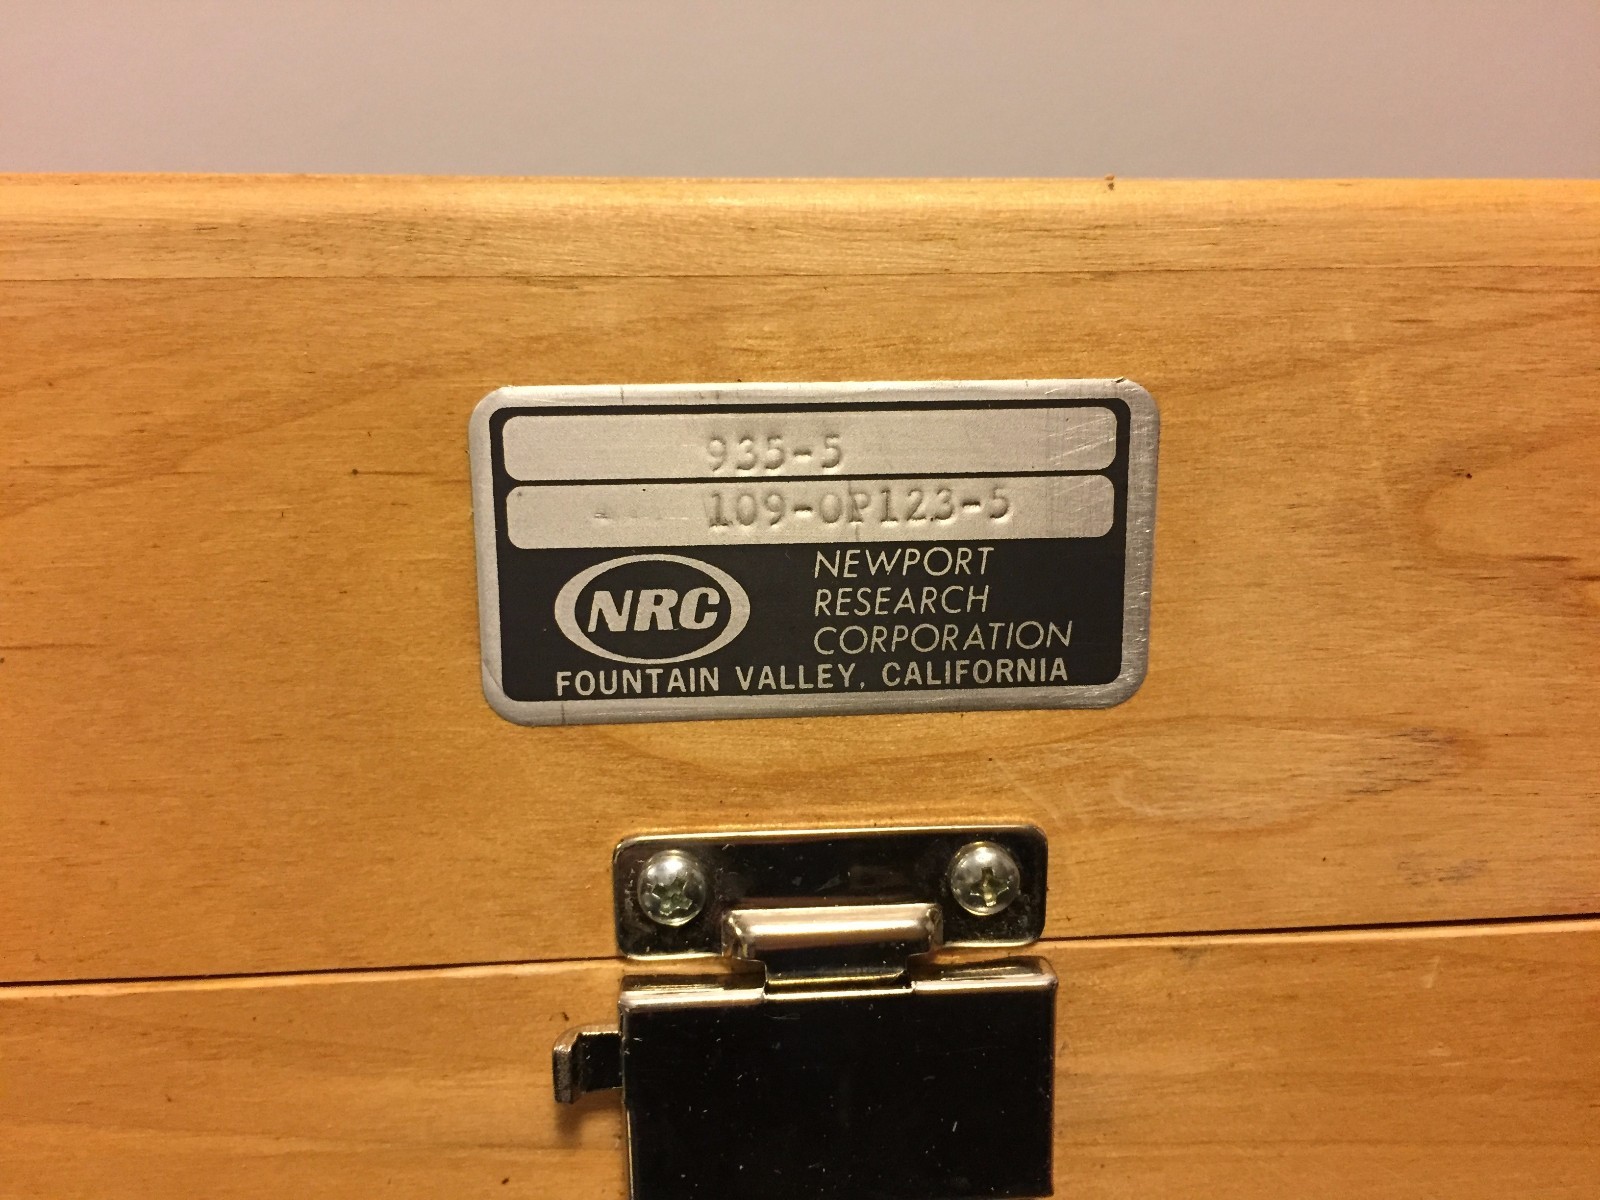 935-5
109-OP123-5
NRC
NEWPORT
RESEARCH
CORPORATION
FOUNTAIN VALLEY, CALIFORNIA